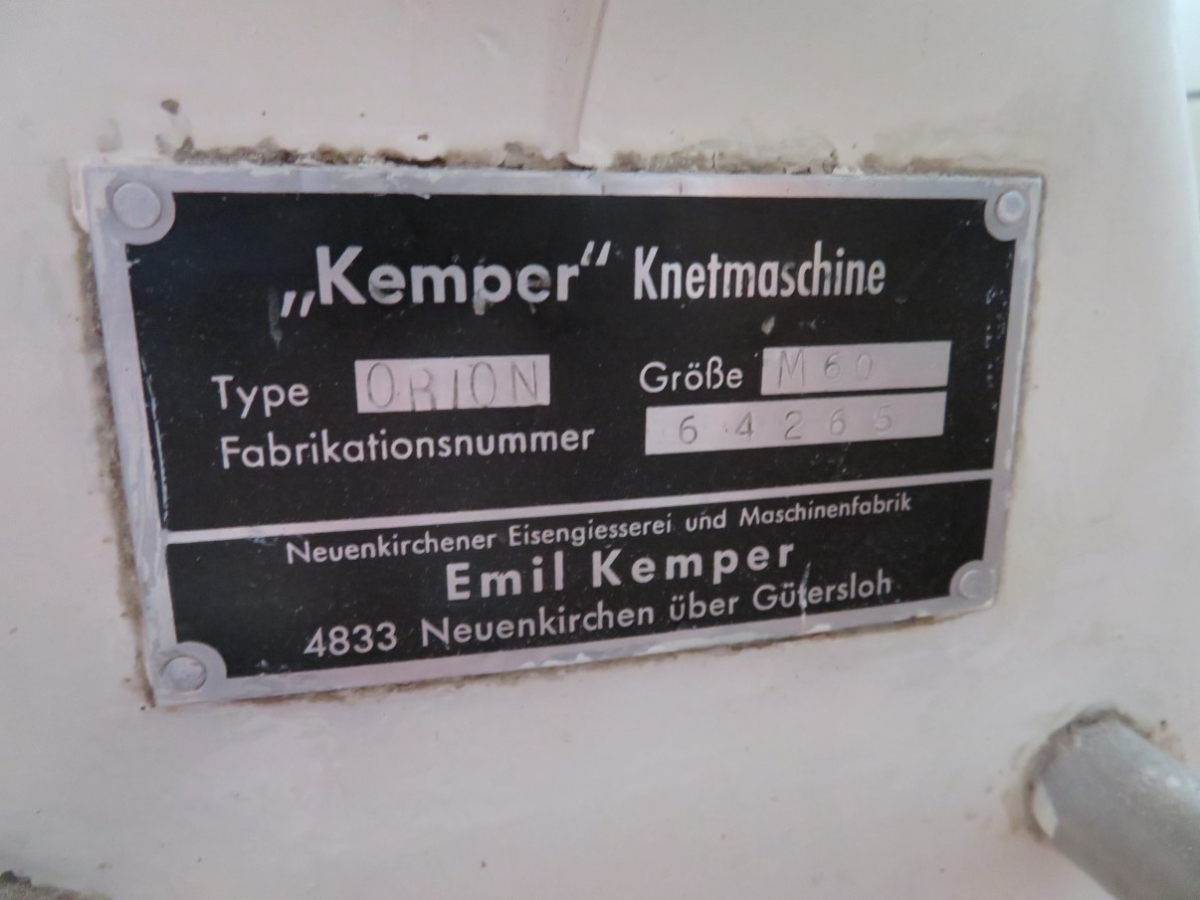 „Kemper“ Knetmaschine
Type ORION Größe M60
Fabrikationsnummer 64265
Neuenkirchener Eisengiesserei und Maschinenfabrik
Emil Kemper
4833 Neuenkirchen über Gütersloh